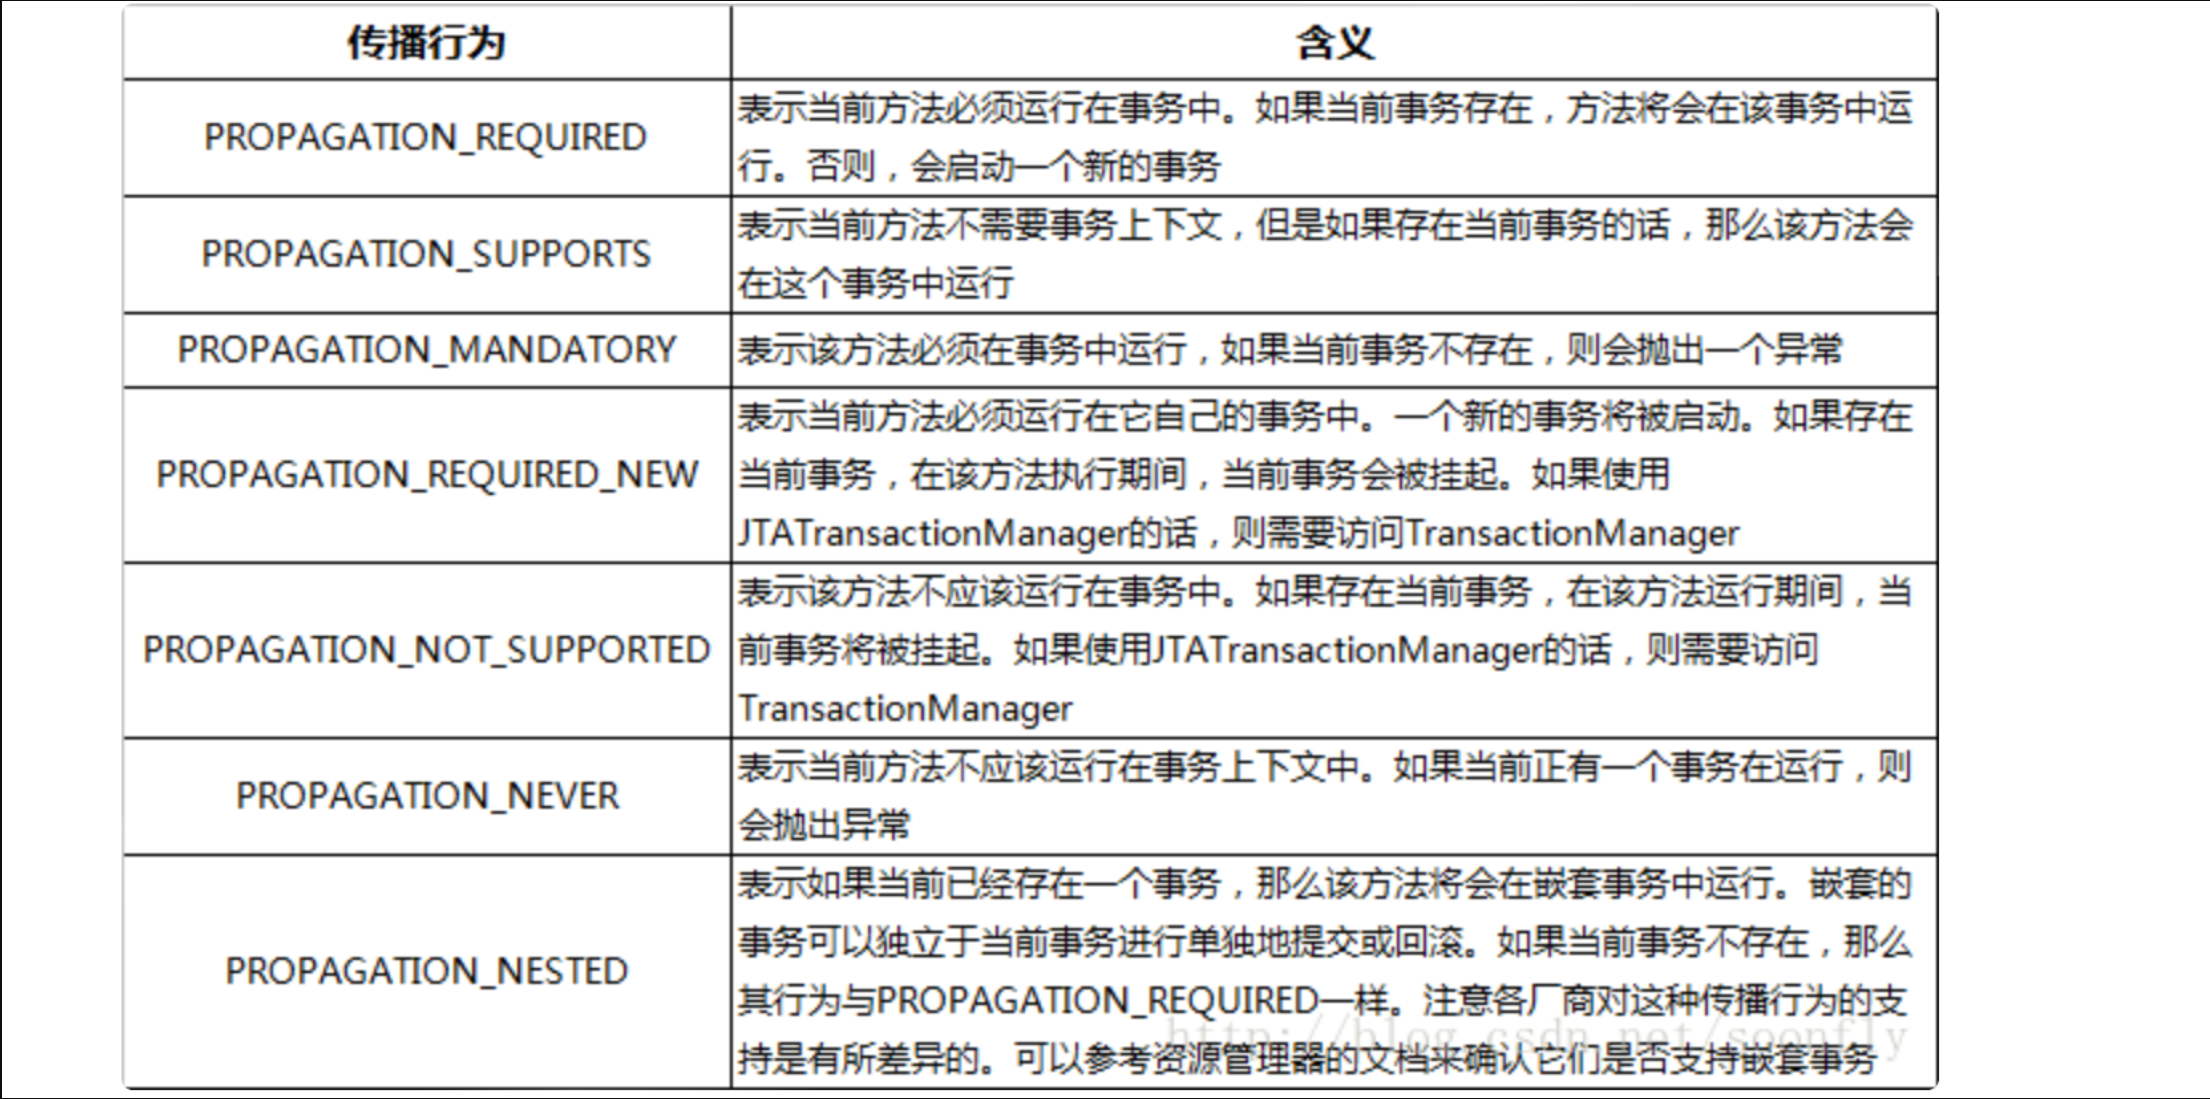 传播行为
含义
PROPAGATION_REQUIRED
表示当前方法必须运行在事务中。如果当前事务存在，方法将会在该事务中运
行。否则，会启动一个新的事务
PROPAGATION_SUPPORTS
表示当前方法不需要事务上下文，但是如果存在当前事务的话，那么该方法会
在这个事务中运行
PROPAGATION_MANDATORY
表示该方法必须在事务中运行，如果当前事务不存在，则会抛出一个异常
PROPAGATION_REQUIRED_NEW
表示当前方法必须运行在它自己的事务中。一个新的事务将被启动。如果存在
当前事务，在该方法执行期间，当前事务会被挂起。如果使用
JTATransactionManager的话，则需要访问TransactionManager
PROPAGATION_NOT_SUPPORTED
表示该方法不应该运行在事务中。如果存在当前事务，在该方法运行期间，当
前事务将被挂起。如果使用JTATransactionManager的话，则需要访问
TransactionManager
PROPAGATION_NEVER
表示当前方法不应该运行在事务上下文中。如果当前正有一个事务在运行，则
会抛出异常
PROPAGATION_NESTED
表示如果当前已经存在一个事务，那么该方法将会在嵌套事务中运行。嵌套的
事务可以独立于当前事务进行单独地提交或回滚。如果当前事务不存在，那么
其行为与PROPAGATION_REQUIRED一样。注意各厂商对这种传播行为的支
持是有所差异的。可以参考资源管理器的文档来确认它们是否支持嵌套事务
http://blog.csdn.net/soonfly